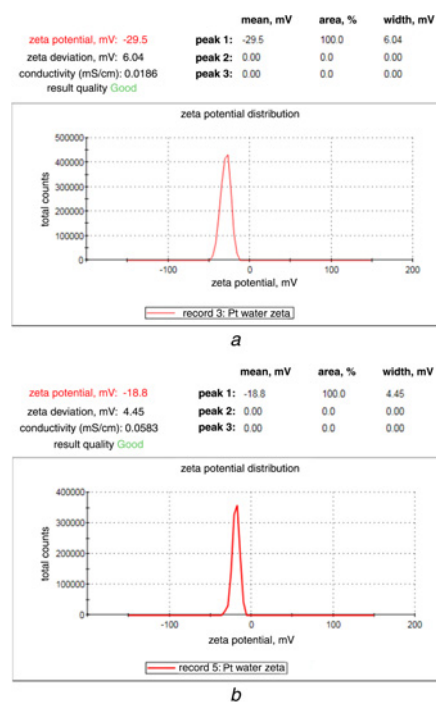 mean, mV area, % width, mV
zeta potential, mV: -29.5 peak 1: -29.5 100.0 6.04
zeta deviation, mV: 6.04 peak 2: 0.00 0.0 0.00
conductivity (mS/cm): 0.0186 peak 3: 0.00 0.0 0.00
result quality Good
zeta potential distribution
500000
400000
300000
200000
100000
0
total counts
-100 0 100 200
zeta potential, mV
record 3: Pt water zeta
a
mean, mV area, % width, mV
zeta potential, mV: -18.8 peak 1: -18.8 100.0 4.45
zeta deviation, mV: 4.45 peak 2: 0.00 0.0 0.00
conductivity (mS/cm): 0.0583 peak 3: 0.00 0.0 0.00
result quality Good
zeta potential distribution
400000
300000
200000
100000
0
total counts
-100 0 100 200
zeta potential, mV
record 5: Pt water zeta
b